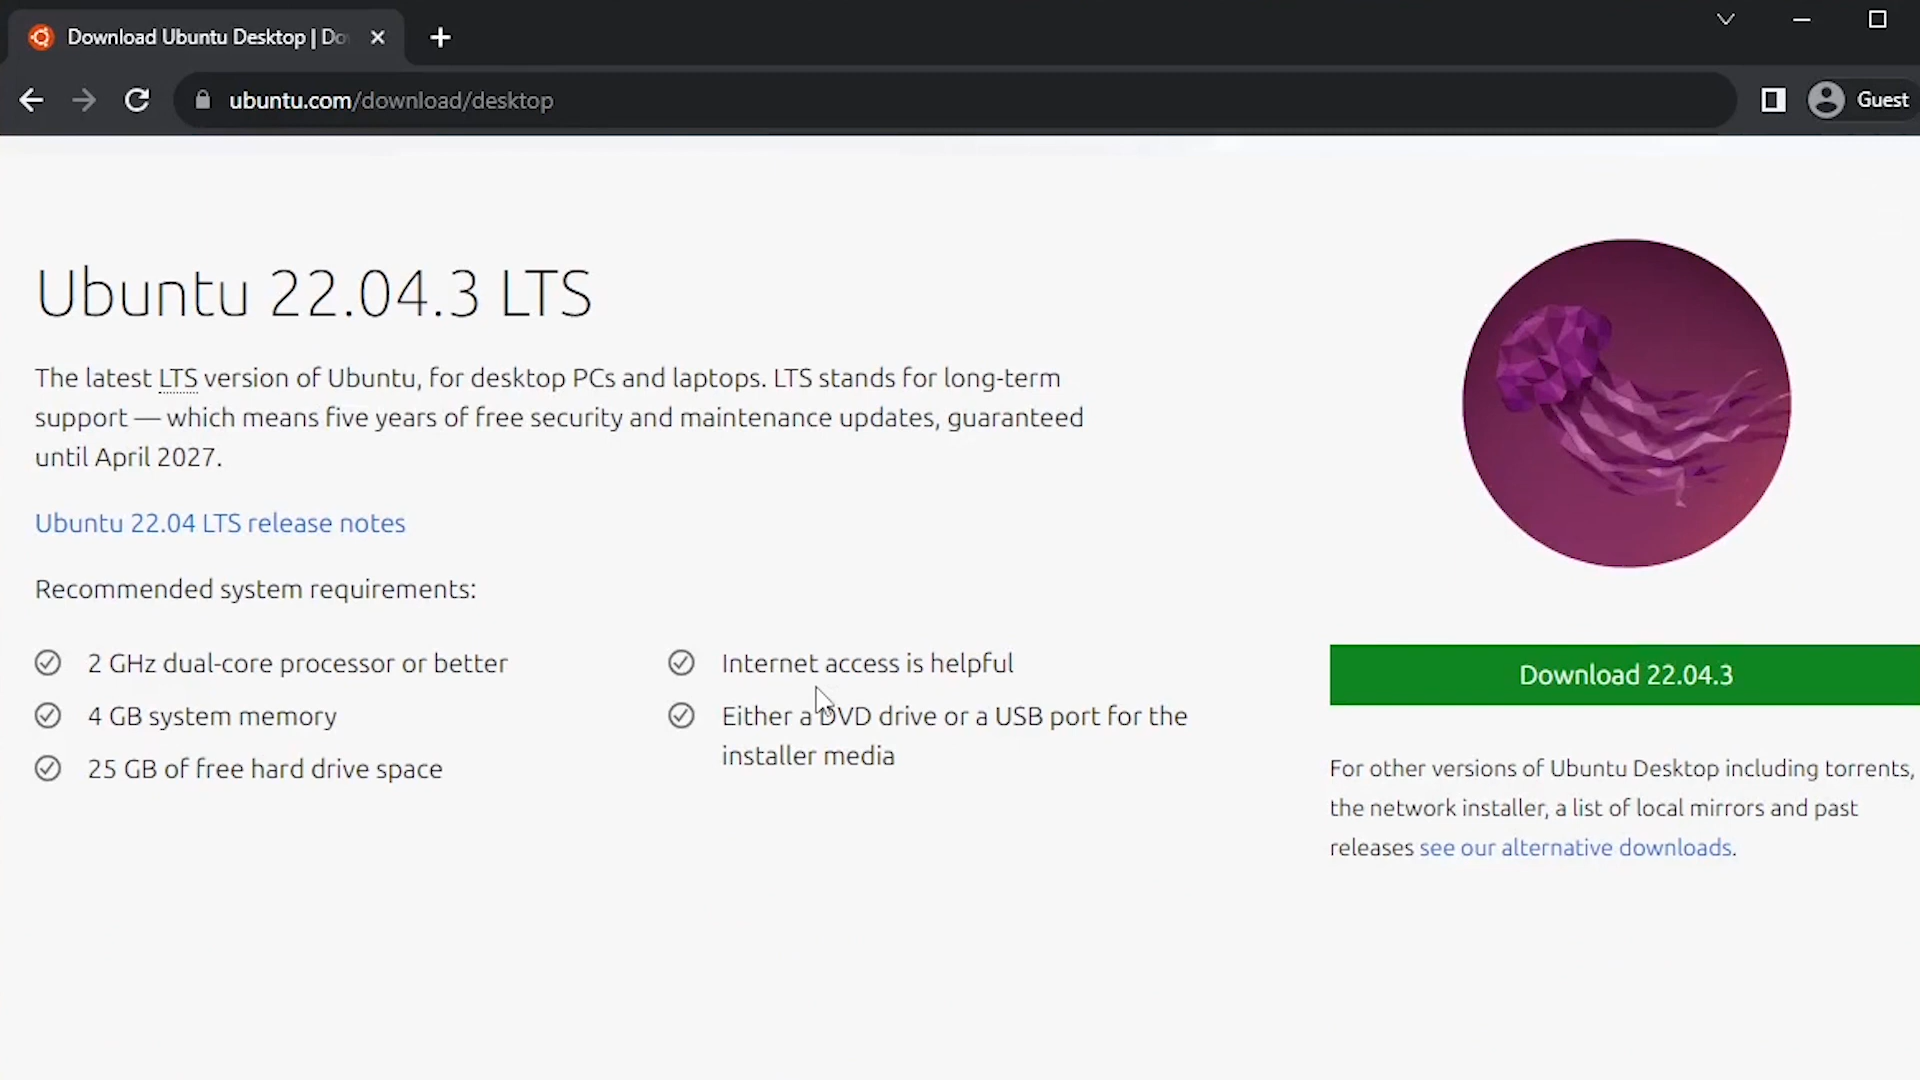 Download Ubuntu Desktop | Do
ubuntu.com/download/desktop
Guest
Ubuntu 22.04.3 LTS
The latest LTS version of Ubuntu, for desktop PCs and laptops. LTS stands for long-term
support — which means five years of free security and maintenance updates, guaranteed
until April 2027.
Ubuntu 22.04 LTS release notes
Recommended system requirements:
2 GHz dual-core processor or better
4 GB system memory
25 GB of free hard drive space
Internet access is helpful
Either a DVD drive or a USB port for the
installer media
Download 22.04.3
For other versions of Ubuntu Desktop including torrents,
the network installer, a list of local mirrors and past
releases see our alternative downloads.